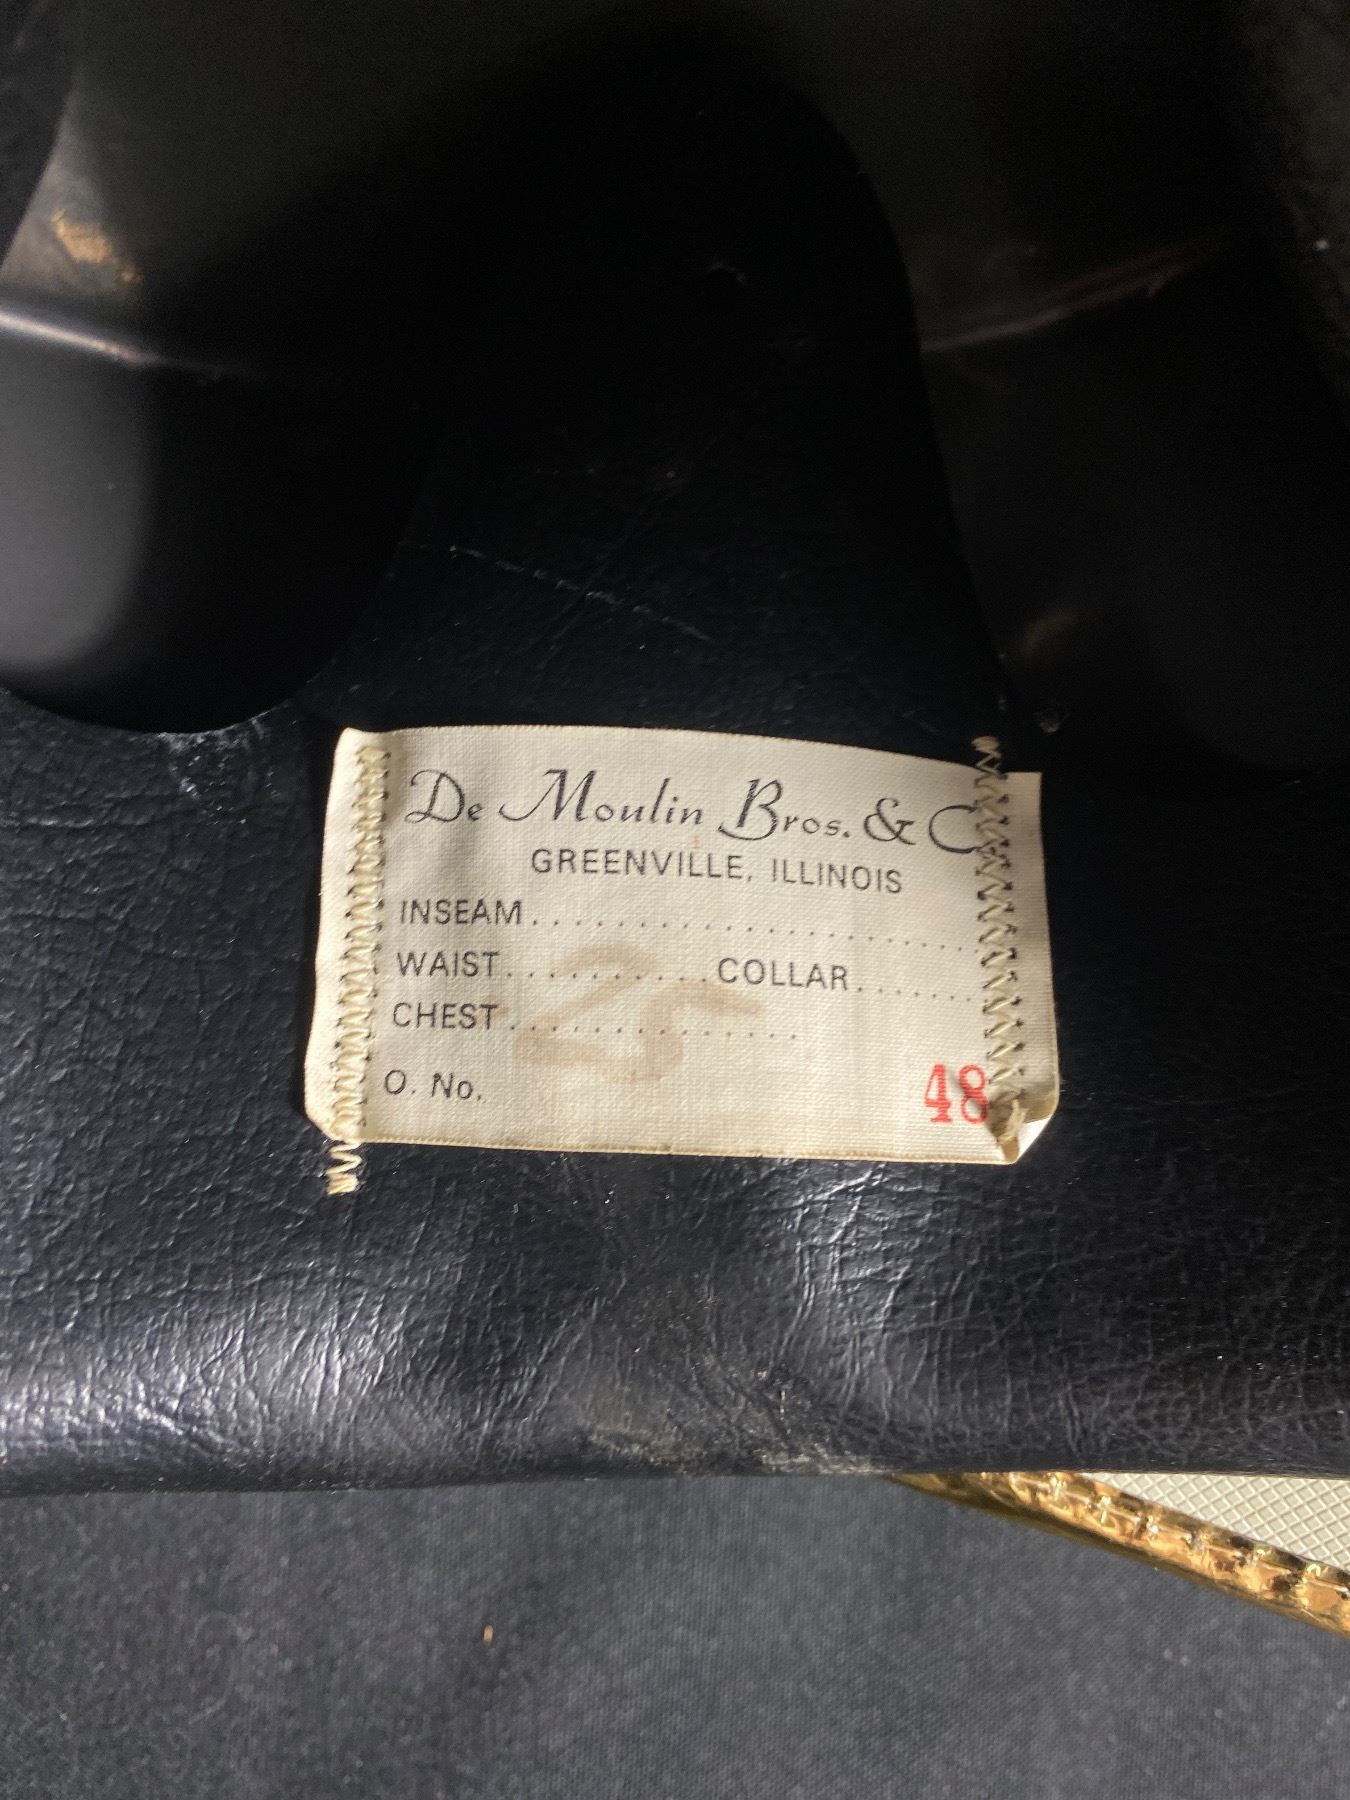 De Moulin Bros. & C
GREENVILLE, ILLINOIS
INSEAM........................
WAIST..........COLLAR.......
CHEST..............
25
O. No. 48